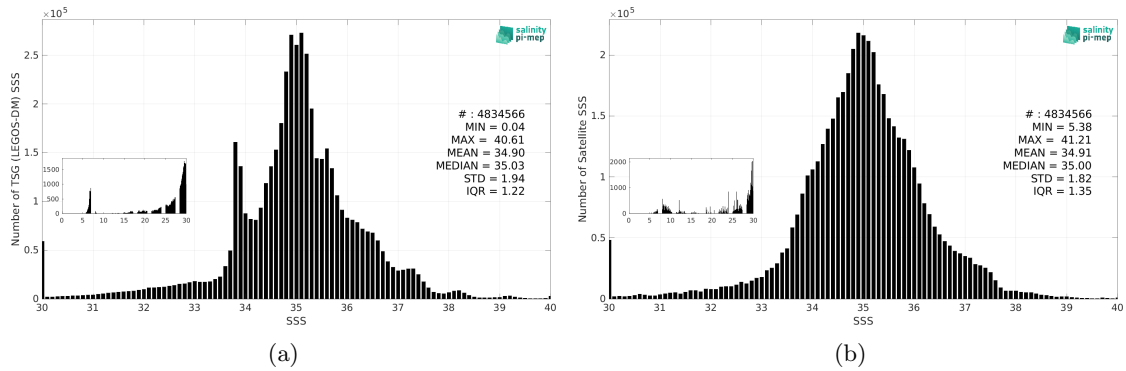 ×10^5
salinity
pi-mep
# : 4834566
MIN = 0.04
MAX = 40.61
MEAN = 34.90
MEDIAN = 35.03
STD = 1.94
IQR = 1.22
Number of TSG (LEGOS-DM) SSS
2.5
2
1.5
1
0.5
0
1500
1000
500
0
0 5 10 15 20 25 30
30 31 32 33 34 35 36 37 38 39 40
SSS
(a)
×10^5
salinity
pi-mep
# : 4834566
MIN = 5.38
MAX = 41.21
MEAN = 34.91
MEDIAN = 35.00
STD = 1.82
IQR = 1.35
Number of Satellite SSS
2
1.5
1
0.5
0
2000
1000
0
0 5 10 15 20 25 30
30 31 32 33 34 35 36 37 38 39 40
SSS
(b)